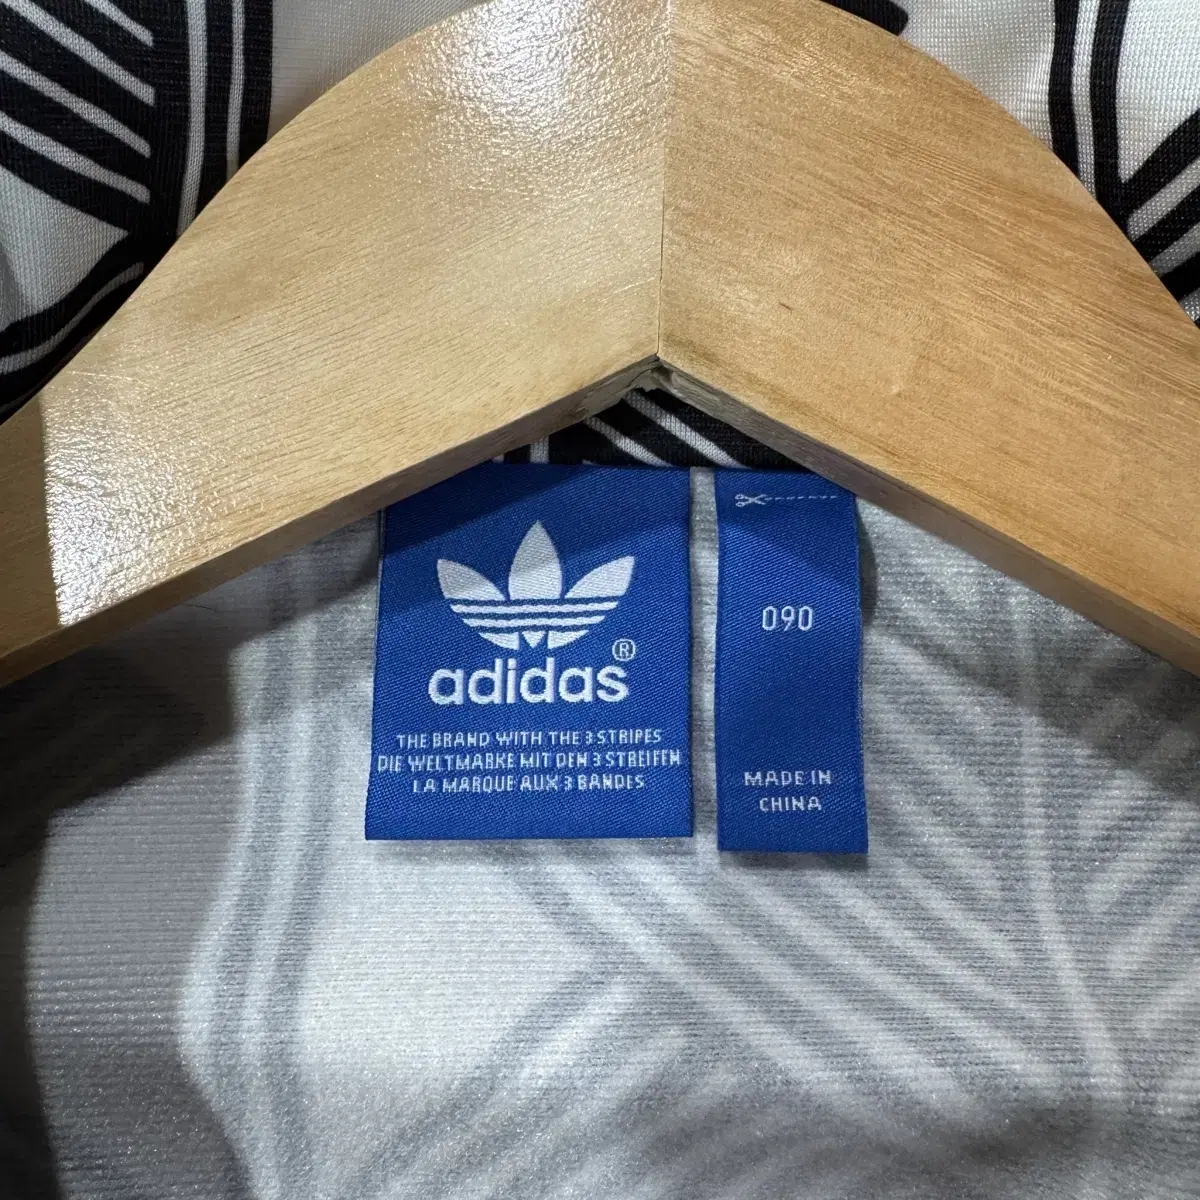 adidas®
THE BRAND WITH THE 3 STRIPES
DIE WELTMARKE MIT DEN 3 STREIFEN
LA MARQUE AUX 3 BANDES
090
MADE IN
CHINA